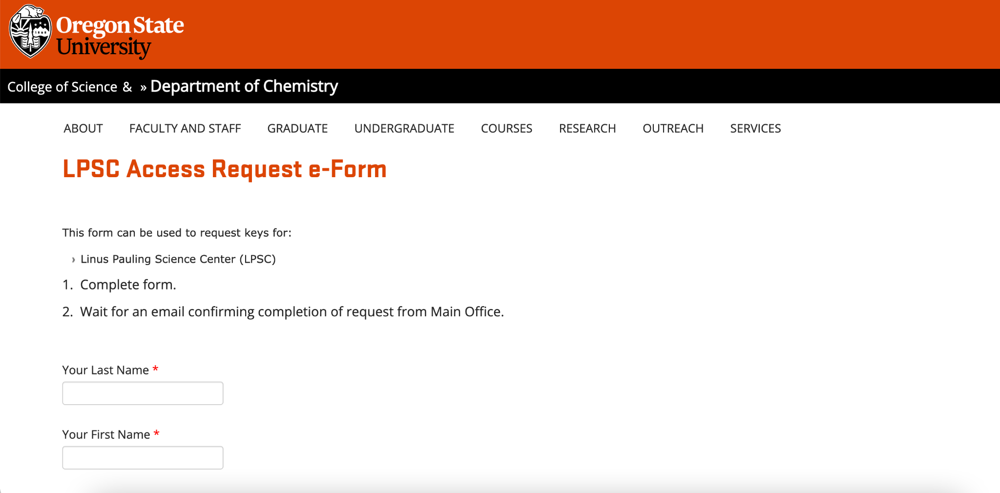 1868
Oregon State
University
College of Science & » Department of Chemistry
ABOUT FACULTY AND STAFF GRADUATE UNDERGRADUATE COURSES RESEARCH OUTREACH SERVICES
LPSC Access Request e-Form
This form can be used to request keys for:
› Linus Pauling Science Center (LPSC)
1. Complete form.
2. Wait for an email confirming completion of request from Main Office.
Your Last Name *
Your First Name *